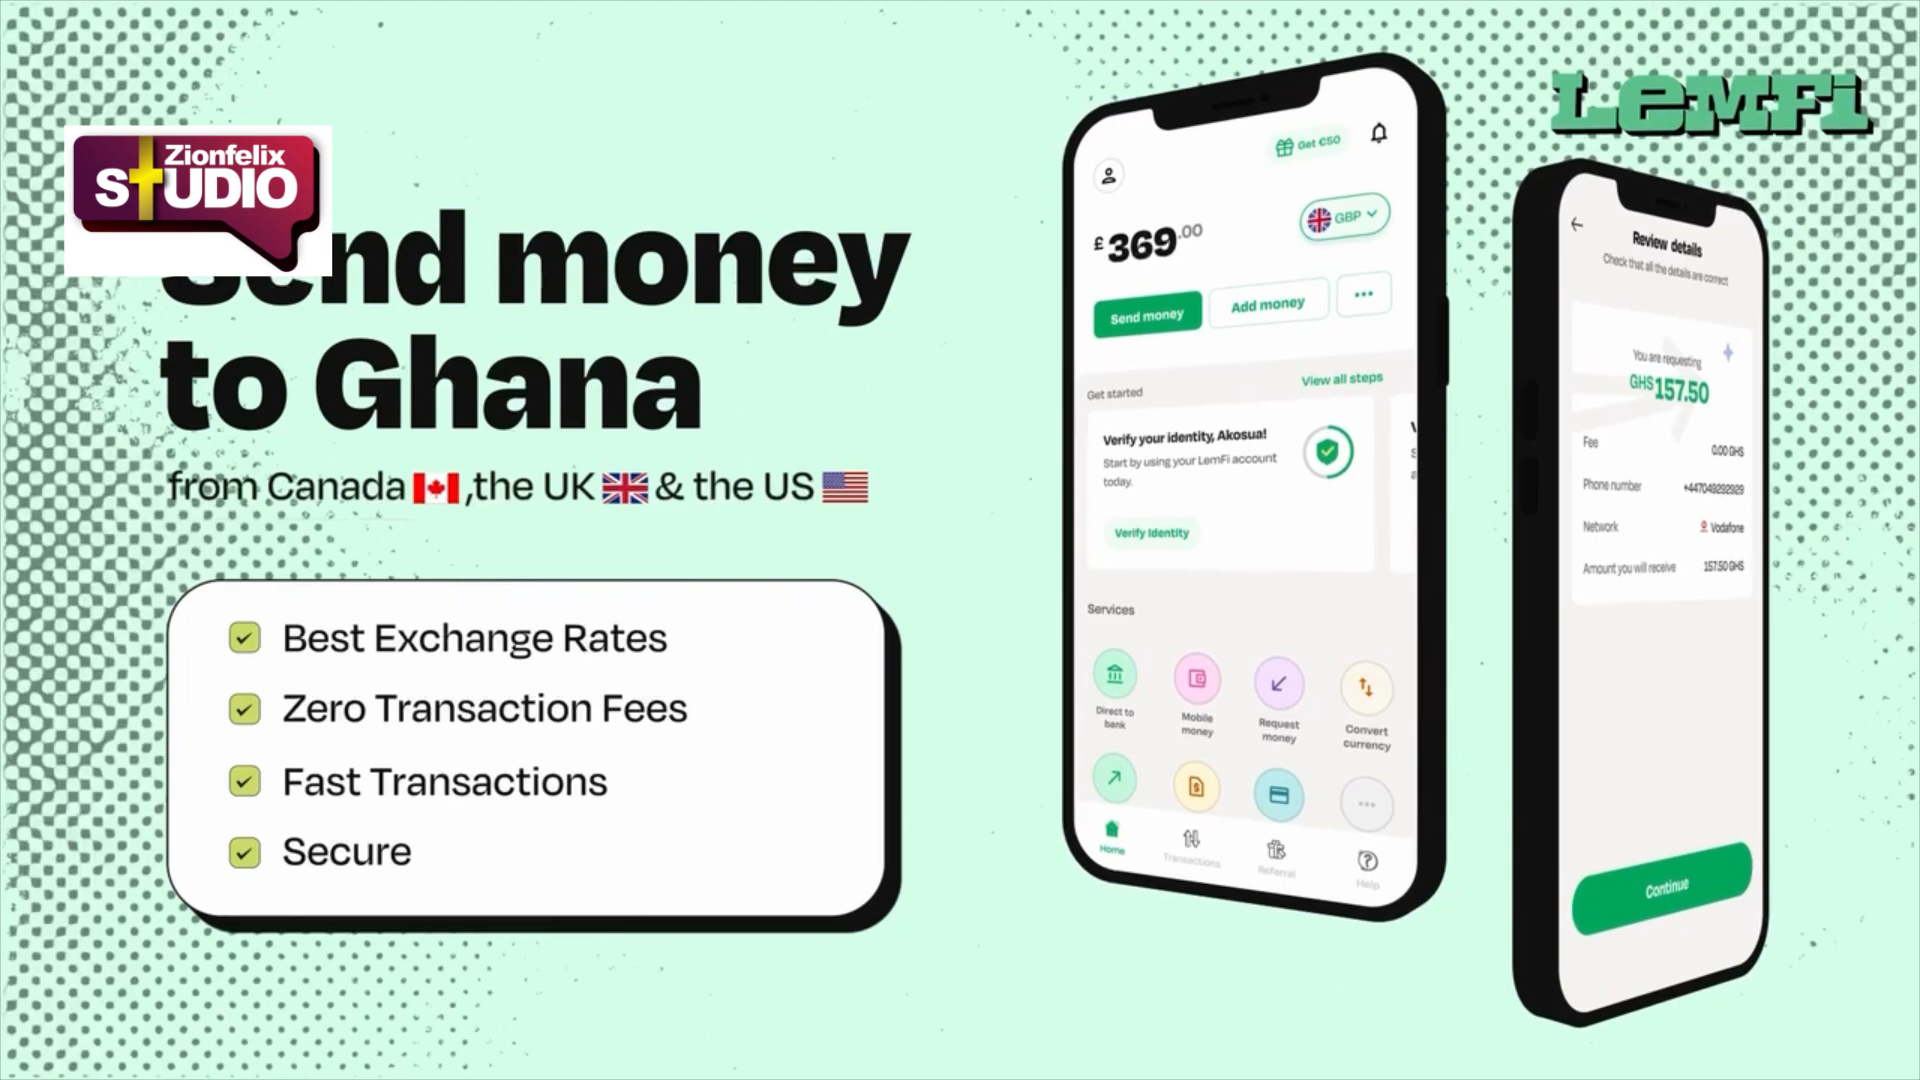 Zionfelix
STUDIO
Send money
to Ghana
from Canada ,the UK & the US
Best Exchange Rates
Zero Transaction Fees
Fast Transactions
Secure
LemFi
Get €50
£369.00
GBP
Send money
Add money
Get started
View all steps
Verify your identity, Akosua!
Start by using your LemFi account
today.
Verify Identity
Services
Direct to
bank
Mobile
money
Request
money
Convert
currency
Home
Transactions
Referral
Help
Review details
Check that all the details are correct
You are requesting
GHS157.50
Fee 0.00 GHS
Phone number +447049292929
Network Vodafone
Amount you will receive 157.50 GHS
Continue